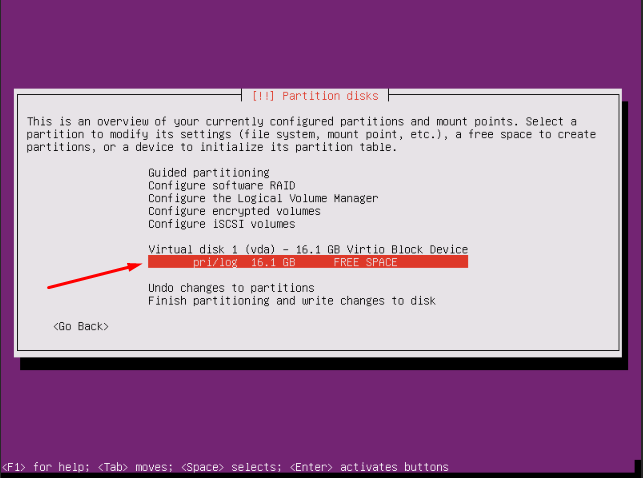 [!!] Partition disks
This is an overview of your currently configured partitions and mount points. Select a
partition to modify its settings (file system, mount point, etc.), a free space to create
partitions, or a device to initialize its partition table.
Guided partitioning
Configure software RAID
Configure the Logical Volume Manager
Configure encrypted volumes
Configure iSCSI volumes
Virtual disk 1 (vda) - 16.1 GB Virtio Block Device
pri/log 16.1 GB FREE SPACE
Undo changes to partitions
Finish partitioning and write changes to disk
<Go Back>
<F1> for help; <Tab> moves; <Space> selects; <Enter> activates buttons